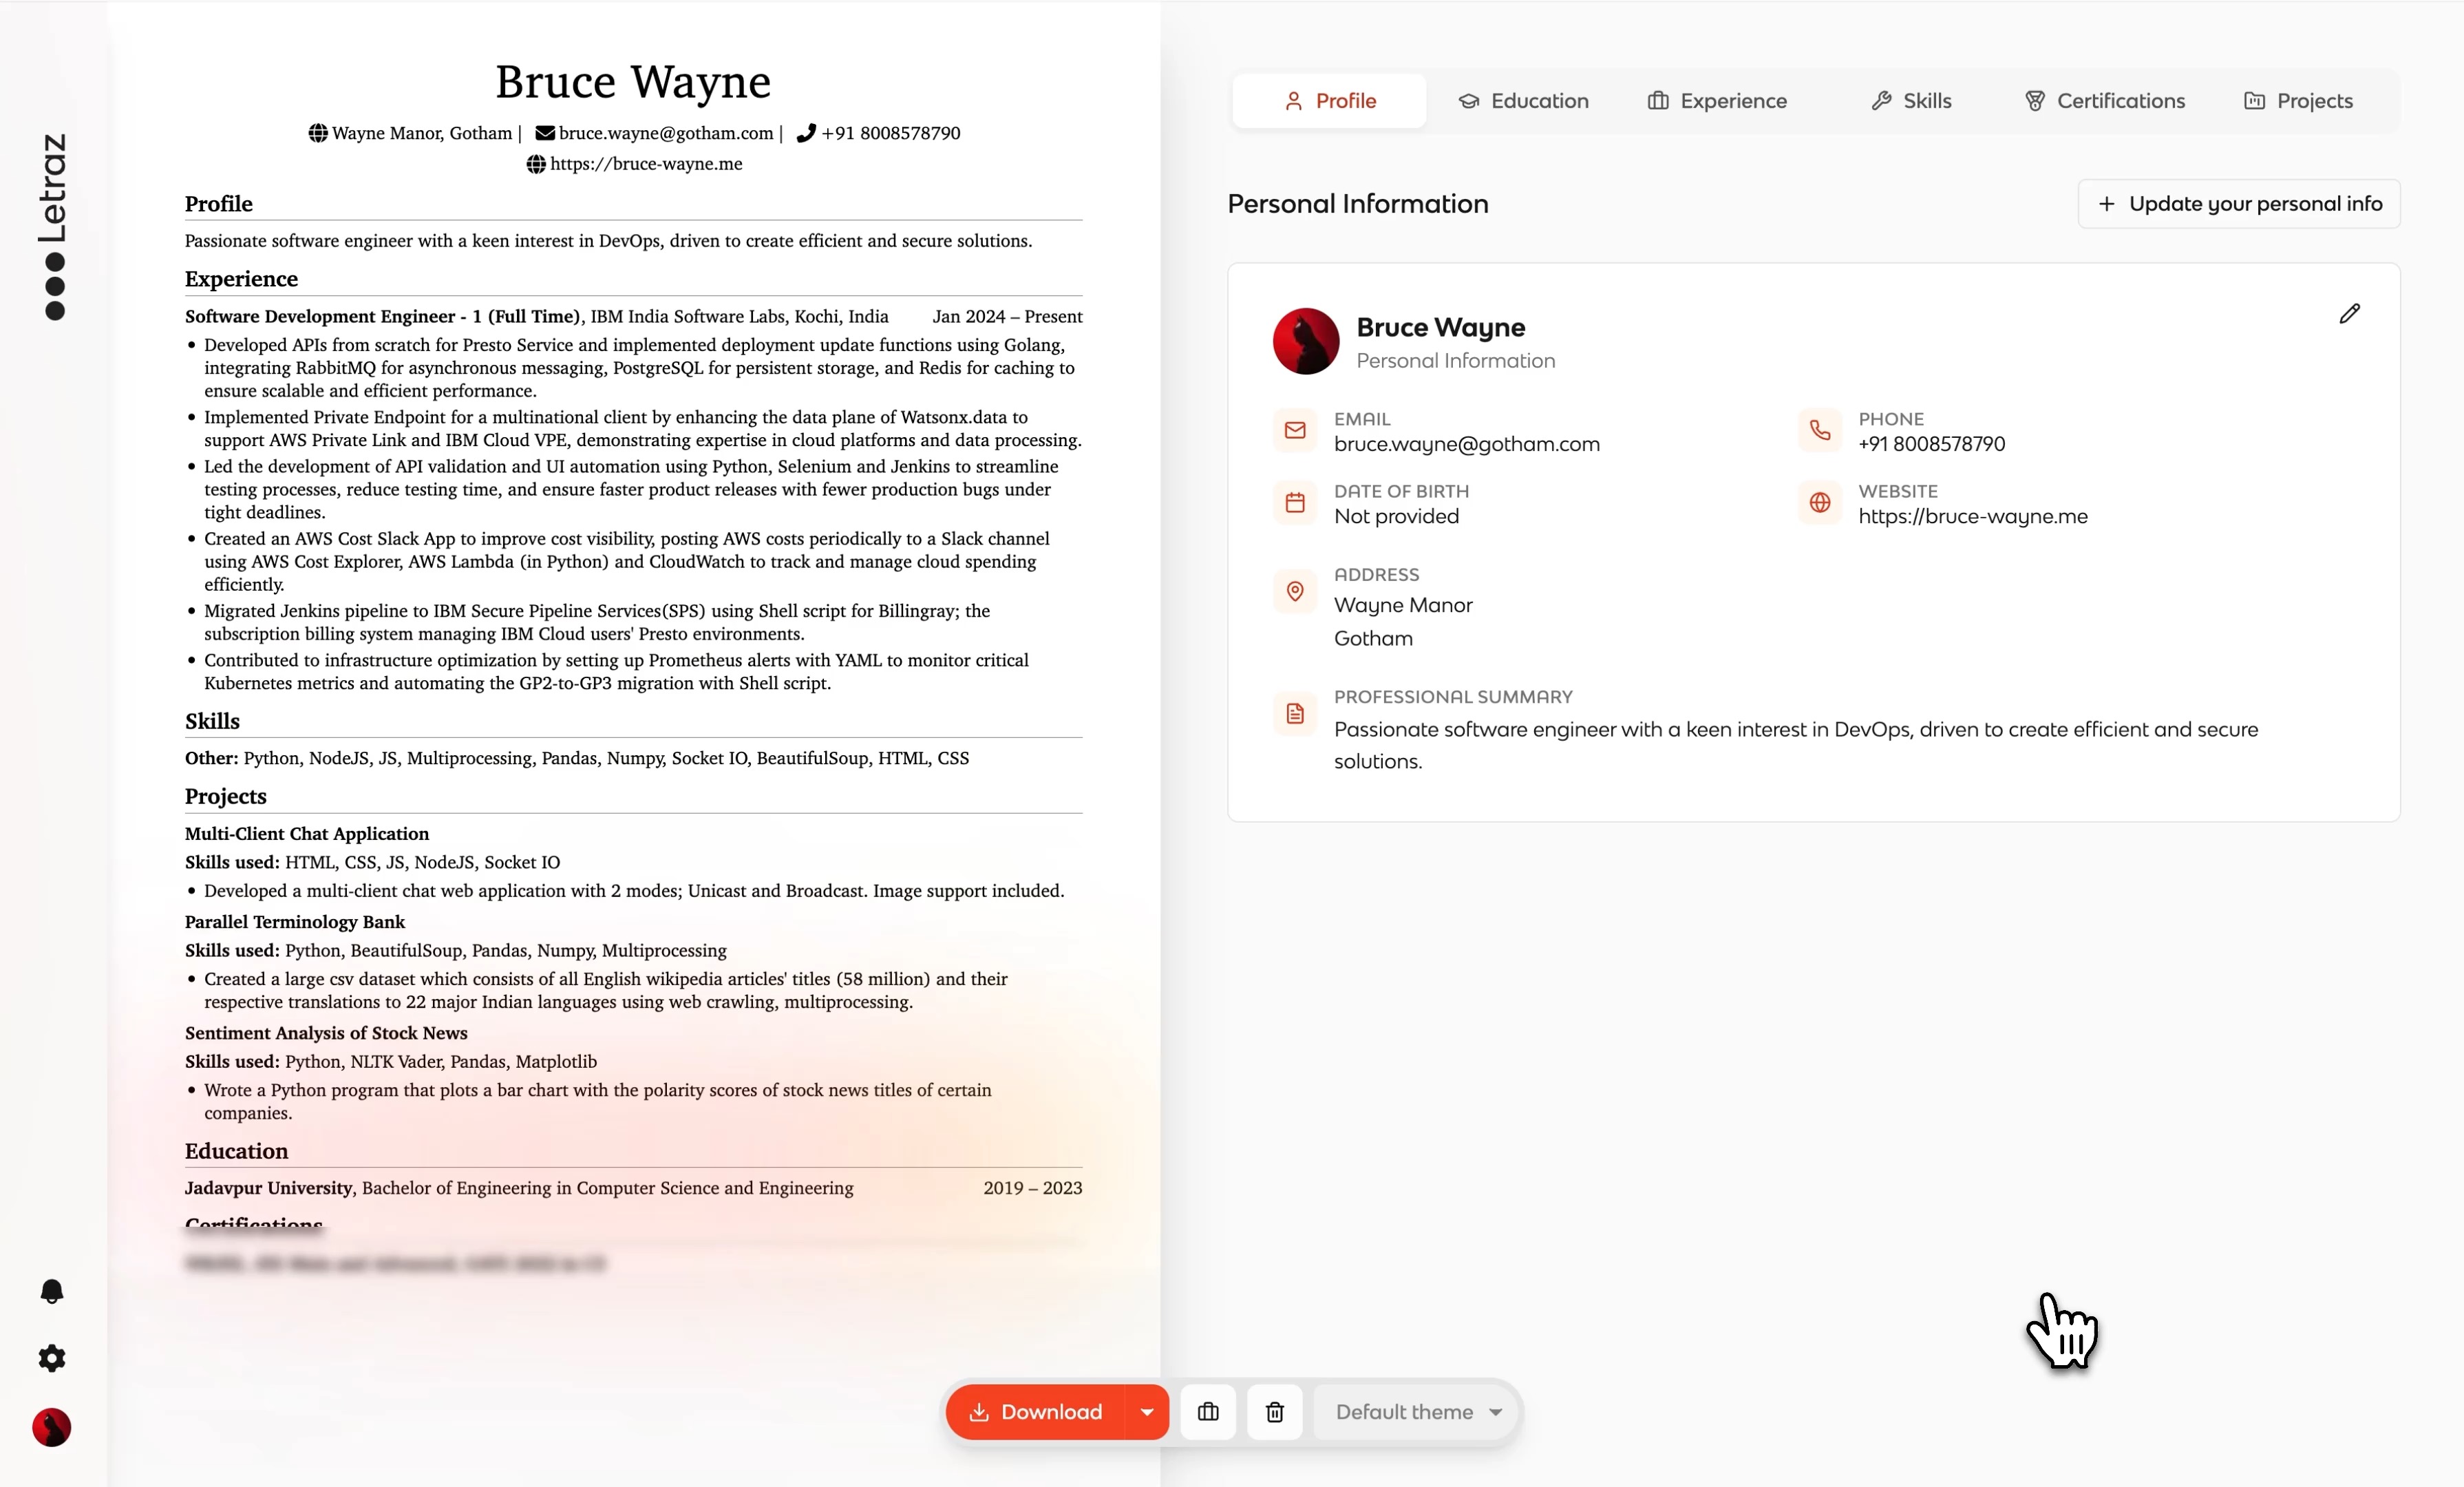 Letraz
Bruce Wayne
Wayne Manor, Gotham | bruce.wayne@gotham.com | +91 8008578790
https://bruce-wayne.me
Profile
Passionate software engineer with a keen interest in DevOps, driven to create efficient and secure solutions.
Experience
Software Development Engineer - 1 (Full Time), IBM India Software Labs, Kochi, India Jan 2024 – Present
• Developed APIs from scratch for Presto Service and implemented deployment update functions using Golang,
integrating RabbitMQ for asynchronous messaging, PostgreSQL for persistent storage, and Redis for caching to
ensure scalable and efficient performance.
• Implemented Private Endpoint for a multinational client by enhancing the data plane of Watsonx.data to
support AWS Private Link and IBM Cloud VPE, demonstrating expertise in cloud platforms and data processing.
• Led the development of API validation and UI automation using Python, Selenium and Jenkins to streamline
testing processes, reduce testing time, and ensure faster product releases with fewer production bugs under
tight deadlines.
• Created an AWS Cost Slack App to improve cost visibility, posting AWS costs periodically to a Slack channel
using AWS Cost Explorer, AWS Lambda (in Python) and CloudWatch to track and manage cloud spending
efficiently.
• Migrated Jenkins pipeline to IBM Secure Pipeline Services(SPS) using Shell script for Billingray; the
subscription billing system managing IBM Cloud users' Presto environments.
• Contributed to infrastructure optimization by setting up Prometheus alerts with YAML to monitor critical
Kubernetes metrics and automating the GP2-to-GP3 migration with Shell script.
Skills
Other: Python, NodeJS, JS, Multiprocessing, Pandas, Numpy, Socket IO, BeautifulSoup, HTML, CSS
Projects
Multi-Client Chat Application
Skills used: HTML, CSS, JS, NodeJS, Socket IO
• Developed a multi-client chat web application with 2 modes; Unicast and Broadcast. Image support included.
Parallel Terminology Bank
Skills used: Python, BeautifulSoup, Pandas, Numpy, Multiprocessing
• Created a large csv dataset which consists of all English wikipedia articles' titles (58 million) and their
respective translations to 22 major Indian languages using web crawling, multiprocessing.
Sentiment Analysis of Stock News
Skills used: Python, NLTK Vader, Pandas, Matplotlib
• Wrote a Python program that plots a bar chart with the polarity scores of stock news titles of certain
companies.
Education
Jadavpur University, Bachelor of Engineering in Computer Science and Engineering 2019 – 2023
Certifications
Profile Education Experience Skills Certifications Projects
Personal Information
Update your personal info
Bruce Wayne
Personal Information
EMAIL
bruce.wayne@gotham.com
PHONE
+91 8008578790
DATE OF BIRTH
Not provided
WEBSITE
https://bruce-wayne.me
ADDRESS
Wayne Manor
Gotham
PROFESSIONAL SUMMARY
Passionate software engineer with a keen interest in DevOps, driven to create efficient and secure
solutions.
Download
Default theme